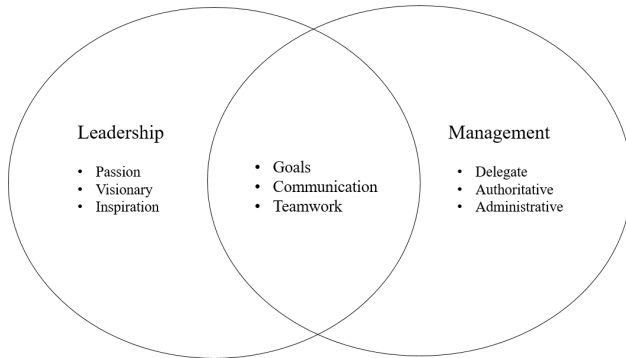 Leadership
• Passion
• Visionary
• Inspiration
• Goals
• Communication
• Teamwork
Management
• Delegate
• Authoritative
• Administrative